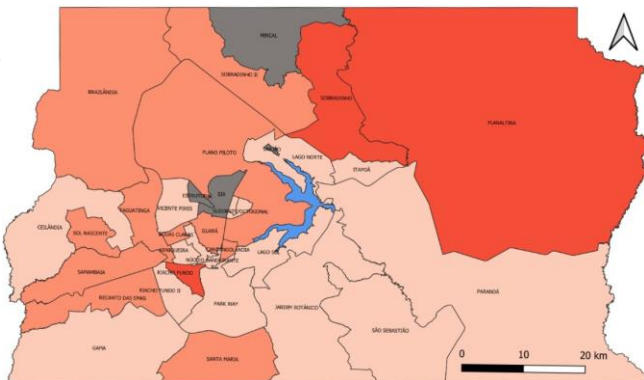 FERCAL
SOBRADINHO II
BRAZLÂNDIA
SOBRADINHO
PLANALTINA
PLANO PILOTO
VARJÃO
LAGO NORTE
ITAPOÃ
SIA
TAGUATINGA
VICENTE PIRES
CEILÂNDIA
SOL NASCENTE
ÁGUAS CLARAS
GUARÁ
LAGO SUL
SAMAMBAIA
RIACHO FUNDO
RECANTO DAS EMAS
RIACHO FUNDO II
PARK WAY
JARDIM BOTÂNICO
PARANOÁ
SÃO SEBASTIÃO
GAMA
SANTA MARIA
0 10 20 km